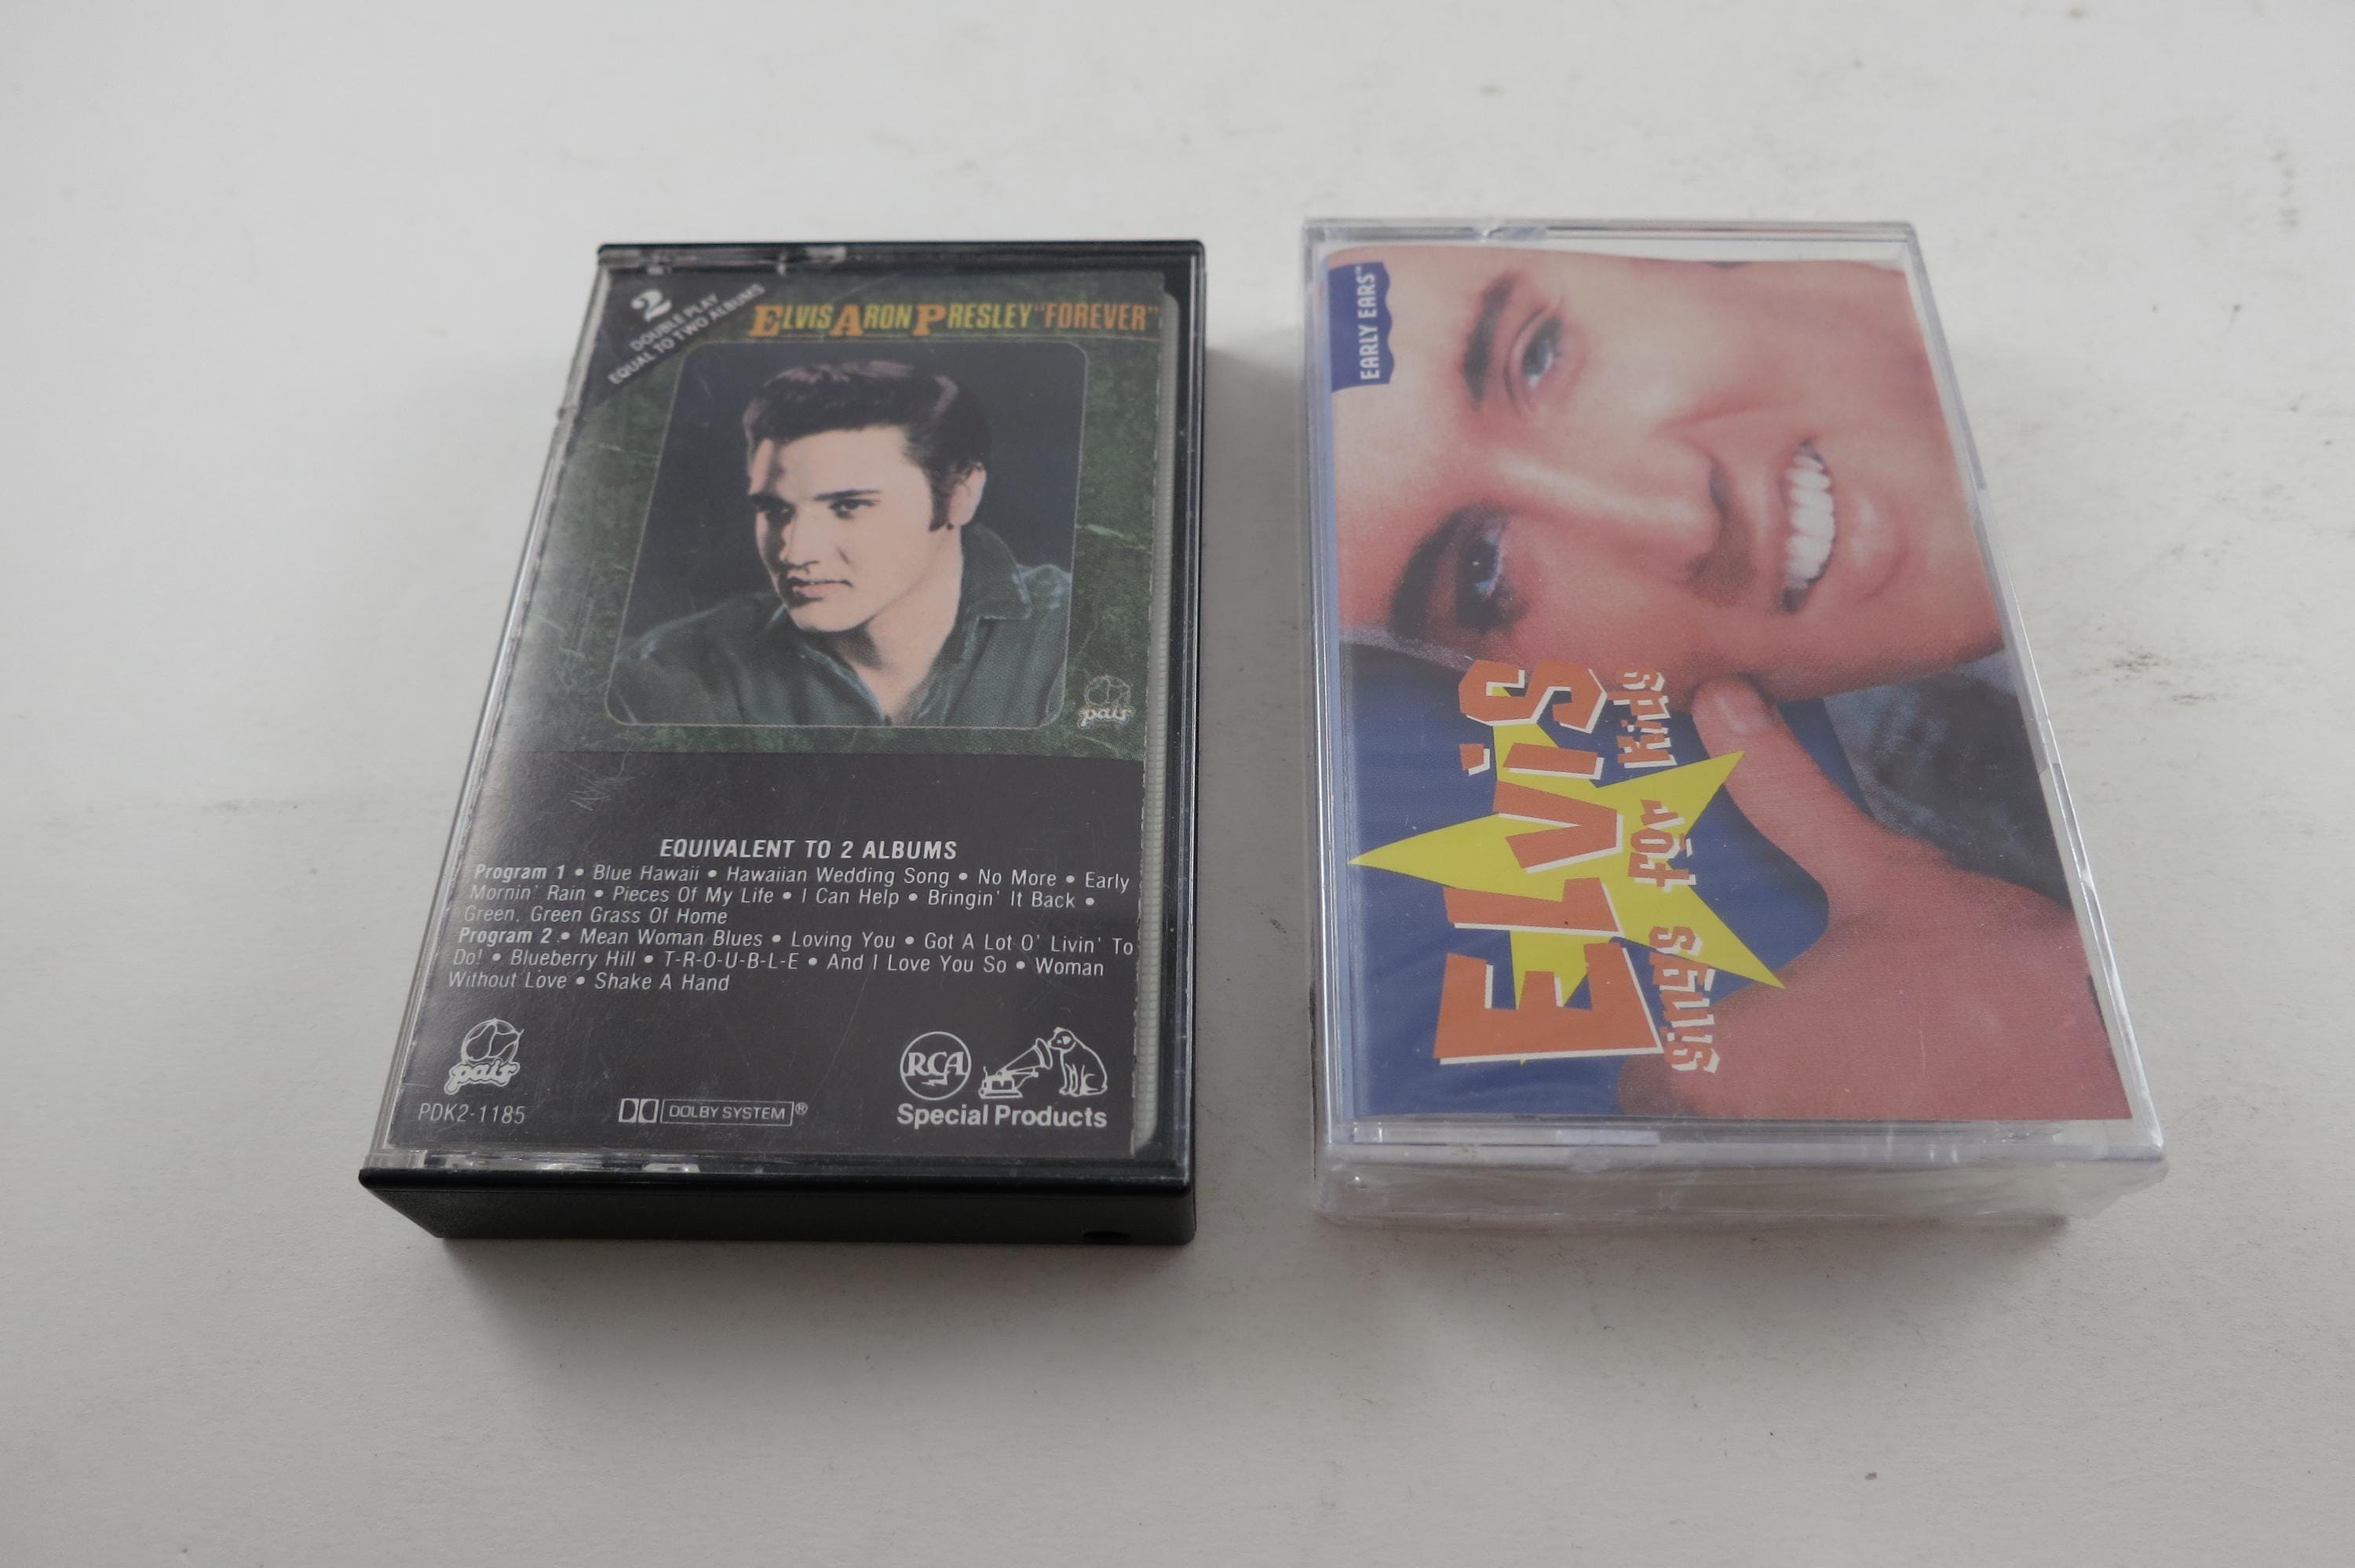 2
DOUBLE PLAY
EQUAL TO TWO ALBUMS
ELVIS ARON PRESLEY "FOREVER"
pair
EQUIVALENT TO 2 ALBUMS
Program 1 • Blue Hawaii • Hawaiian Wedding Song • No More • Early
Mornin' Rain • Pieces Of My Life • I Can Help • Bringin' It Back •
Green, Green Grass Of Home
Program 2 • Mean Woman Blues • Loving You • Got A Lot O' Livin' To
Do! • Blueberry Hill • T-R-O-U-B-L-E • And I Love You So • Woman
Without Love • Shake A Hand
pair
PDK2-1185
DOLBY SYSTEM®
RCA
Special Products
EARLY EARS™
ELViS
Sings for Kids